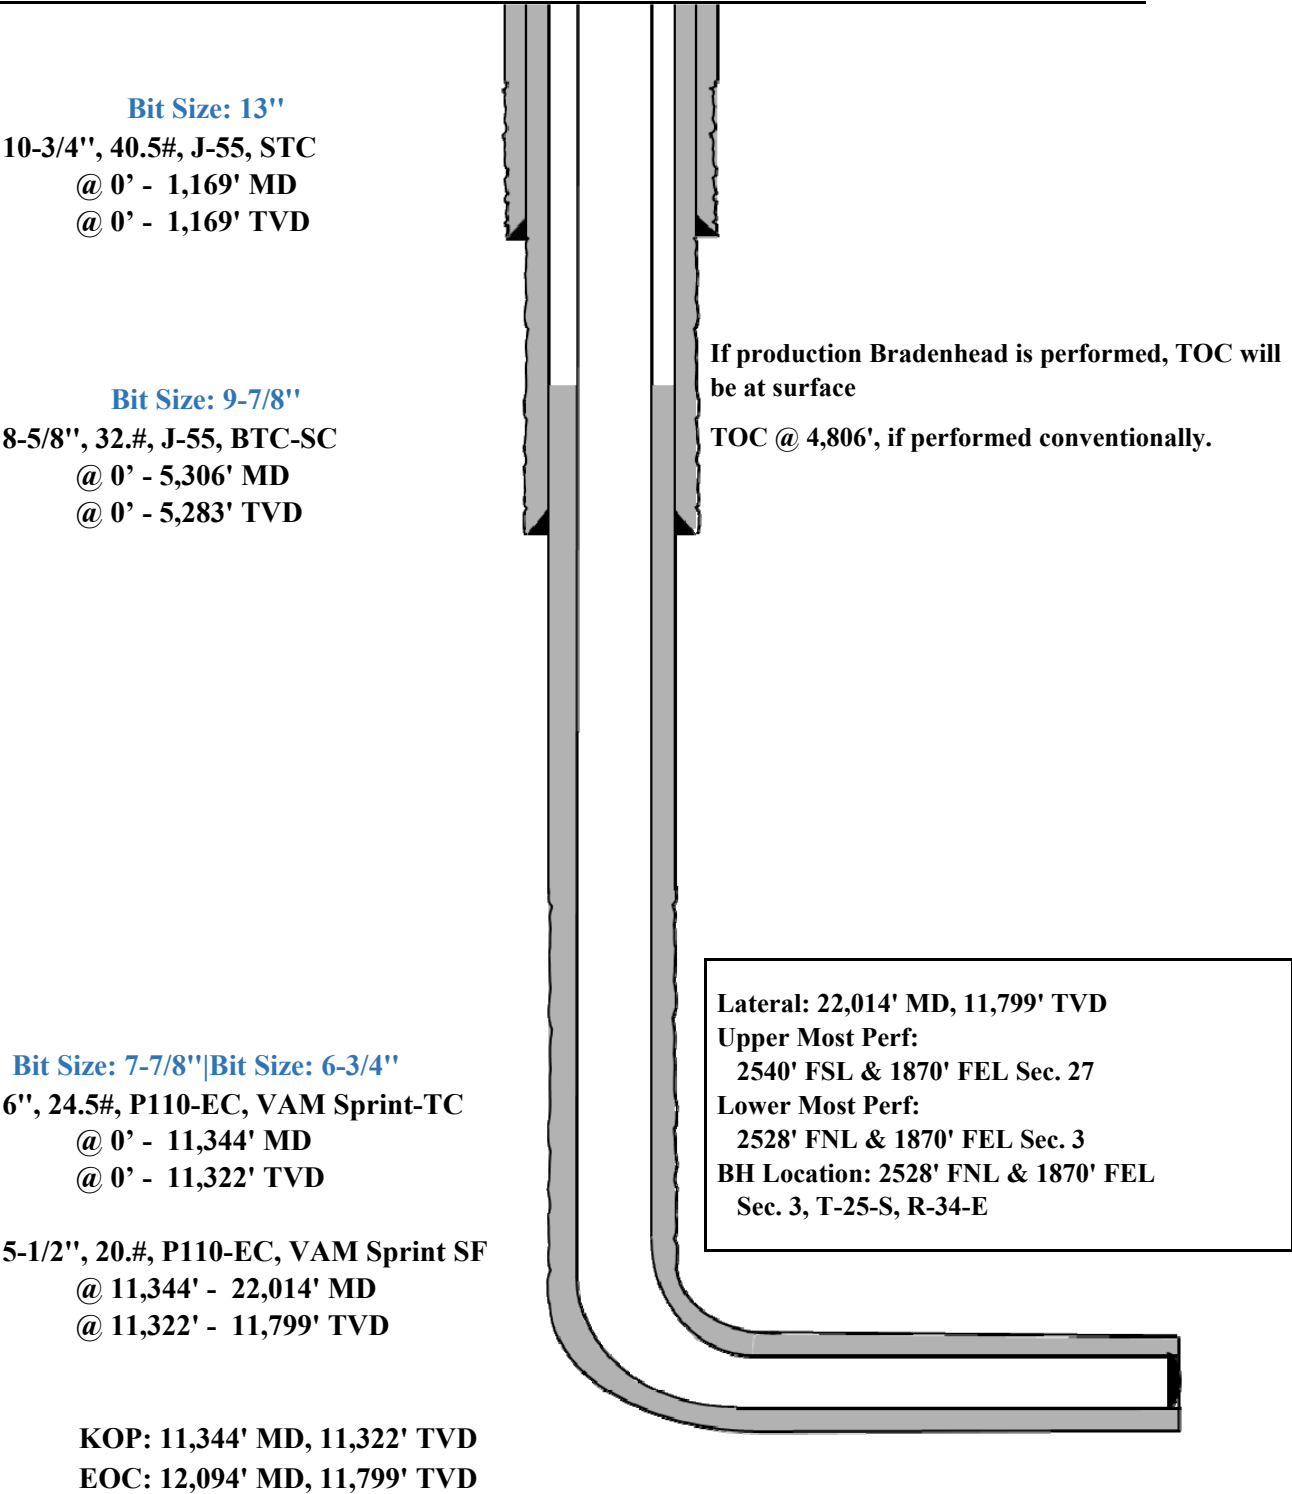 Bit Size: 13''
10-3/4'', 40.5#, J-55, STC
@ 0’ - 1,169' MD
@ 0’ - 1,169' TVD
If production Bradenhead is performed, TOC will
be at surface
TOC @ 4,806', if performed conventionally.
Bit Size: 9-7/8''
8-5/8'', 32.#, J-55, BTC-SC
@ 0’ - 5,306' MD
@ 0’ - 5,283' TVD
Lateral: 22,014' MD, 11,799' TVD
Upper Most Perf:
2540' FSL & 1870' FEL Sec. 27
Lower Most Perf:
2528' FNL & 1870' FEL Sec. 3
BH Location: 2528' FNL & 1870' FEL
Sec. 3, T-25-S, R-34-E
Bit Size: 7-7/8''|Bit Size: 6-3/4''
6'', 24.5#, P110-EC, VAM Sprint-TC
@ 0’ - 11,344' MD
@ 0’ - 11,322' TVD
5-1/2'', 20.#, P110-EC, VAM Sprint SF
@ 11,344' - 22,014' MD
@ 11,322' - 11,799' TVD
KOP: 11,344' MD, 11,322' TVD
EOC: 12,094' MD, 11,799' TVD